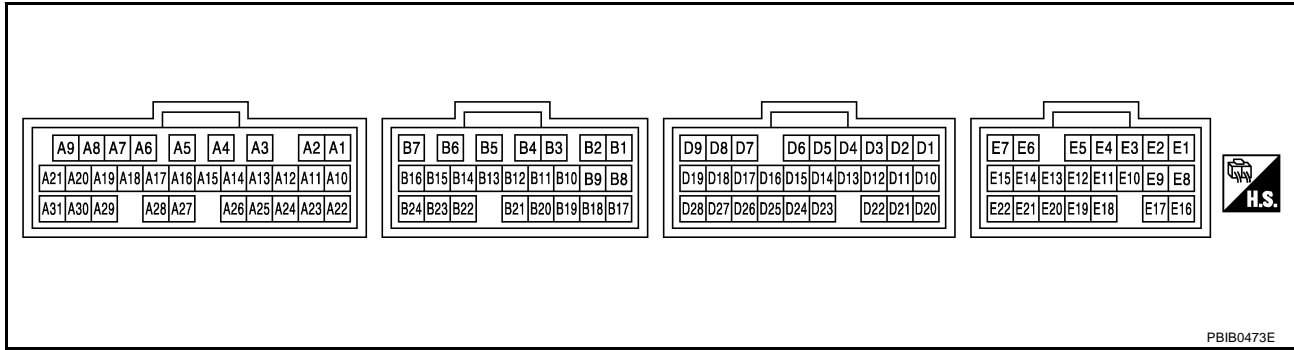 A9 A8 A7 A6 A5 A4 A3 A2 A1
A21 A20 A19 A18 A17 A16 A15 A14 A13 A12 A11 A10
A31 A30 A29 A28 A27 A26 A25 A24 A23 A22
B7 B6 B5 B4 B3 B2 B1
B16 B15 B14 B13 B12 B11 B10 B9 B8
B24 B23 B22 B21 B20 B19 B18 B17
D9 D8 D7 D6 D5 D4 D3 D2 D1
D19 D18 D17 D16 D15 D14 D13 D12 D11 D10
D28 D27 D26 D25 D24 D23 D22 D21 D20
E7 E6 E5 E4 E3 E2 E1
E15 E14 E13 E12 E11 E10 E9 E8
E22 E21 E20 E19 E18 E17 E16
H.S.
PBIB0473E